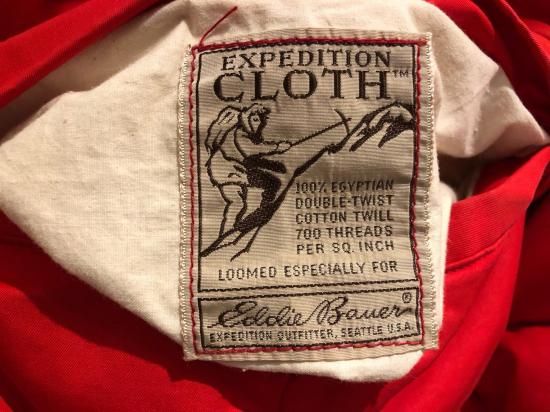 EXPEDITION
CLOTH™
100% EGYPTIAN
DOUBLE-TWIST
COTTON TWILL
700 THREADS
PER SQ. INCH
LOOMED ESPECIALLY FOR
Eddie Bauer®
EXPEDITION OUTFITTER, SEATTLE U.S.A.